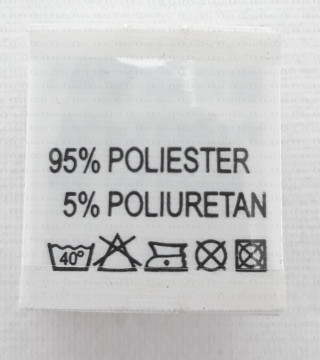 95% POLIESTER
5% POLIURETAN
40°